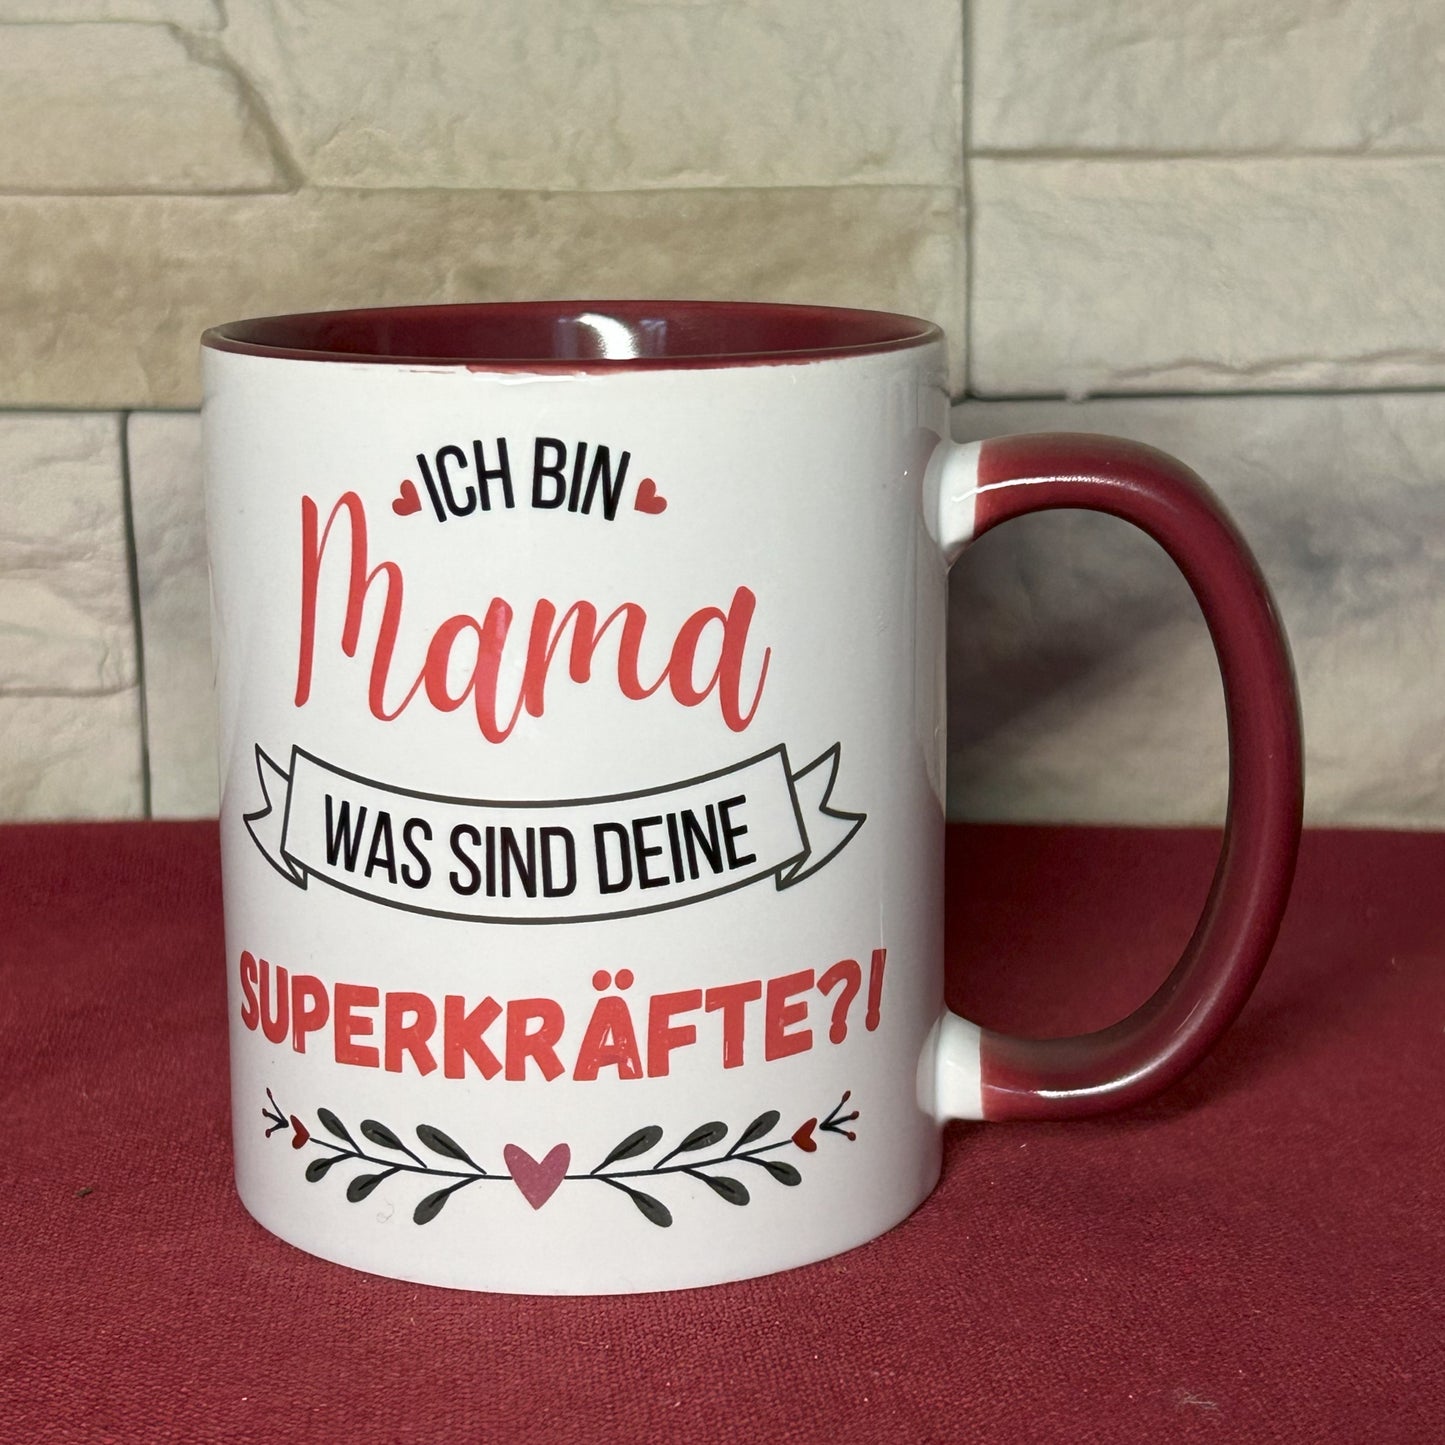 ICH BIN
Mama
WAS SIND DEINE
SUPERKRÄFTE?!